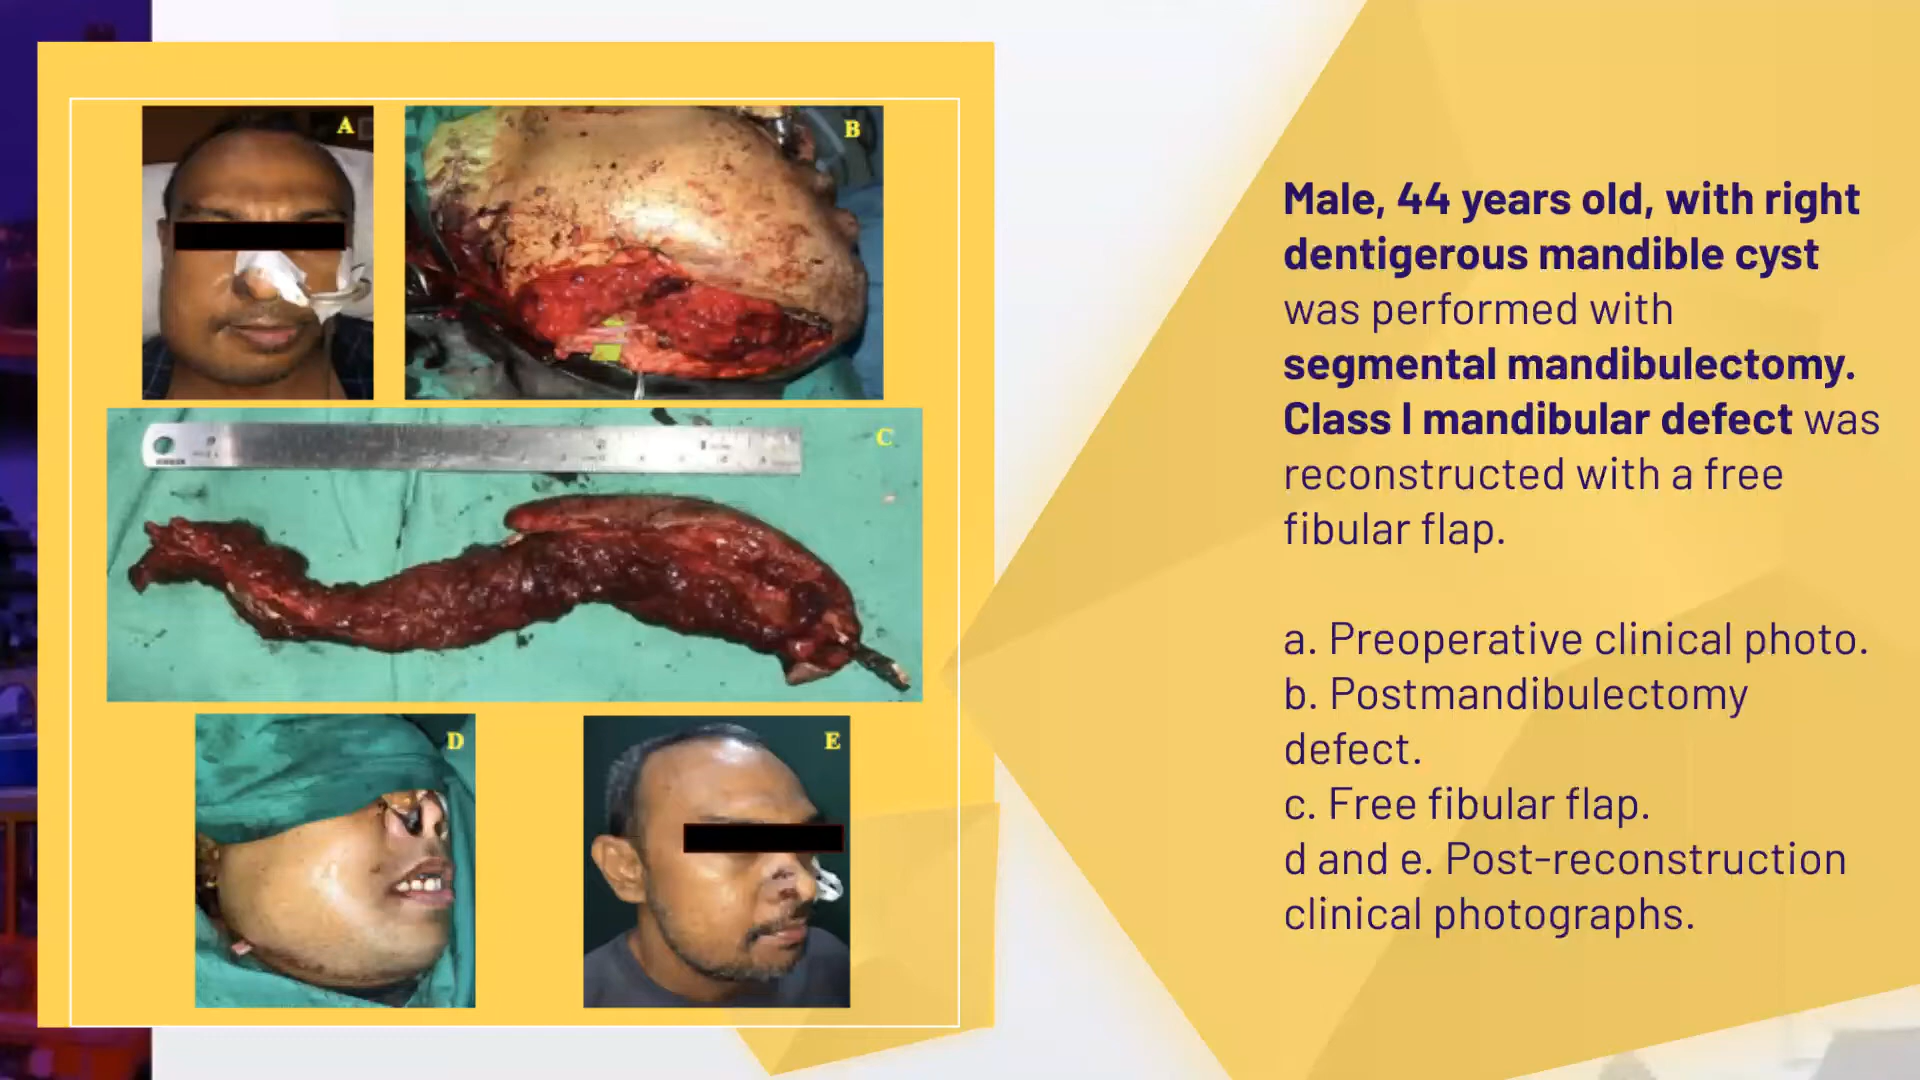 A
B
C
D
E
Male, 44 years old, with right
dentigerous mandible cyst
was performed with
segmental mandibulectomy.
Class I mandibular defect was
reconstructed with a free
fibular flap.
a. Preoperative clinical photo.
b. Postmandibulectomy
defect.
c. Free fibular flap.
d and e. Post-reconstruction
clinical photographs.